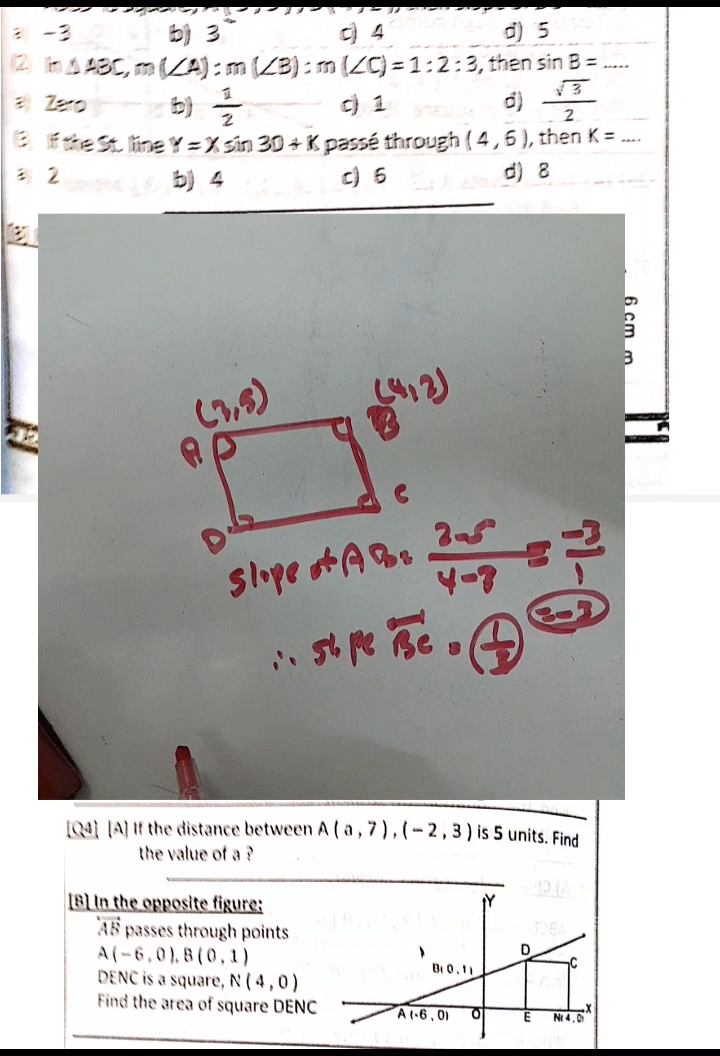 a) -3 b) 3 c) 4 d) 5
(2) In Δ ABC, m (∠A) : m (∠B) : m (∠C) = 1 : 2 : 3, then sin B = .....
a) Zero b) 1/2 c) 1 d) √3/2
(3) If the St. line Y = X sin 30 + K passé through ( 4 , 6 ), then K = ....
a) 2 b) 4 c) 6 d) 8
[B]
6 cm
(3,5) (4,2)
A B
D C
slope of AB = 2-5/4-3 = -3/1
= -3
∴ slope BC = 1/3
[Q4] [A] If the distance between A ( a , 7 ) , ( – 2 , 3 ) is 5 units. Find
the value of a ?
[B] In the opposite figure:
AB passes through points
A ( – 6 , 0 ), B ( 0 , 1 )
DENC is a square, N ( 4 , 0 )
Find the area of square DENC
Y
D
C
B( 0 , 1 )
X
A (-6 , 0) O E N( 4 , 0)